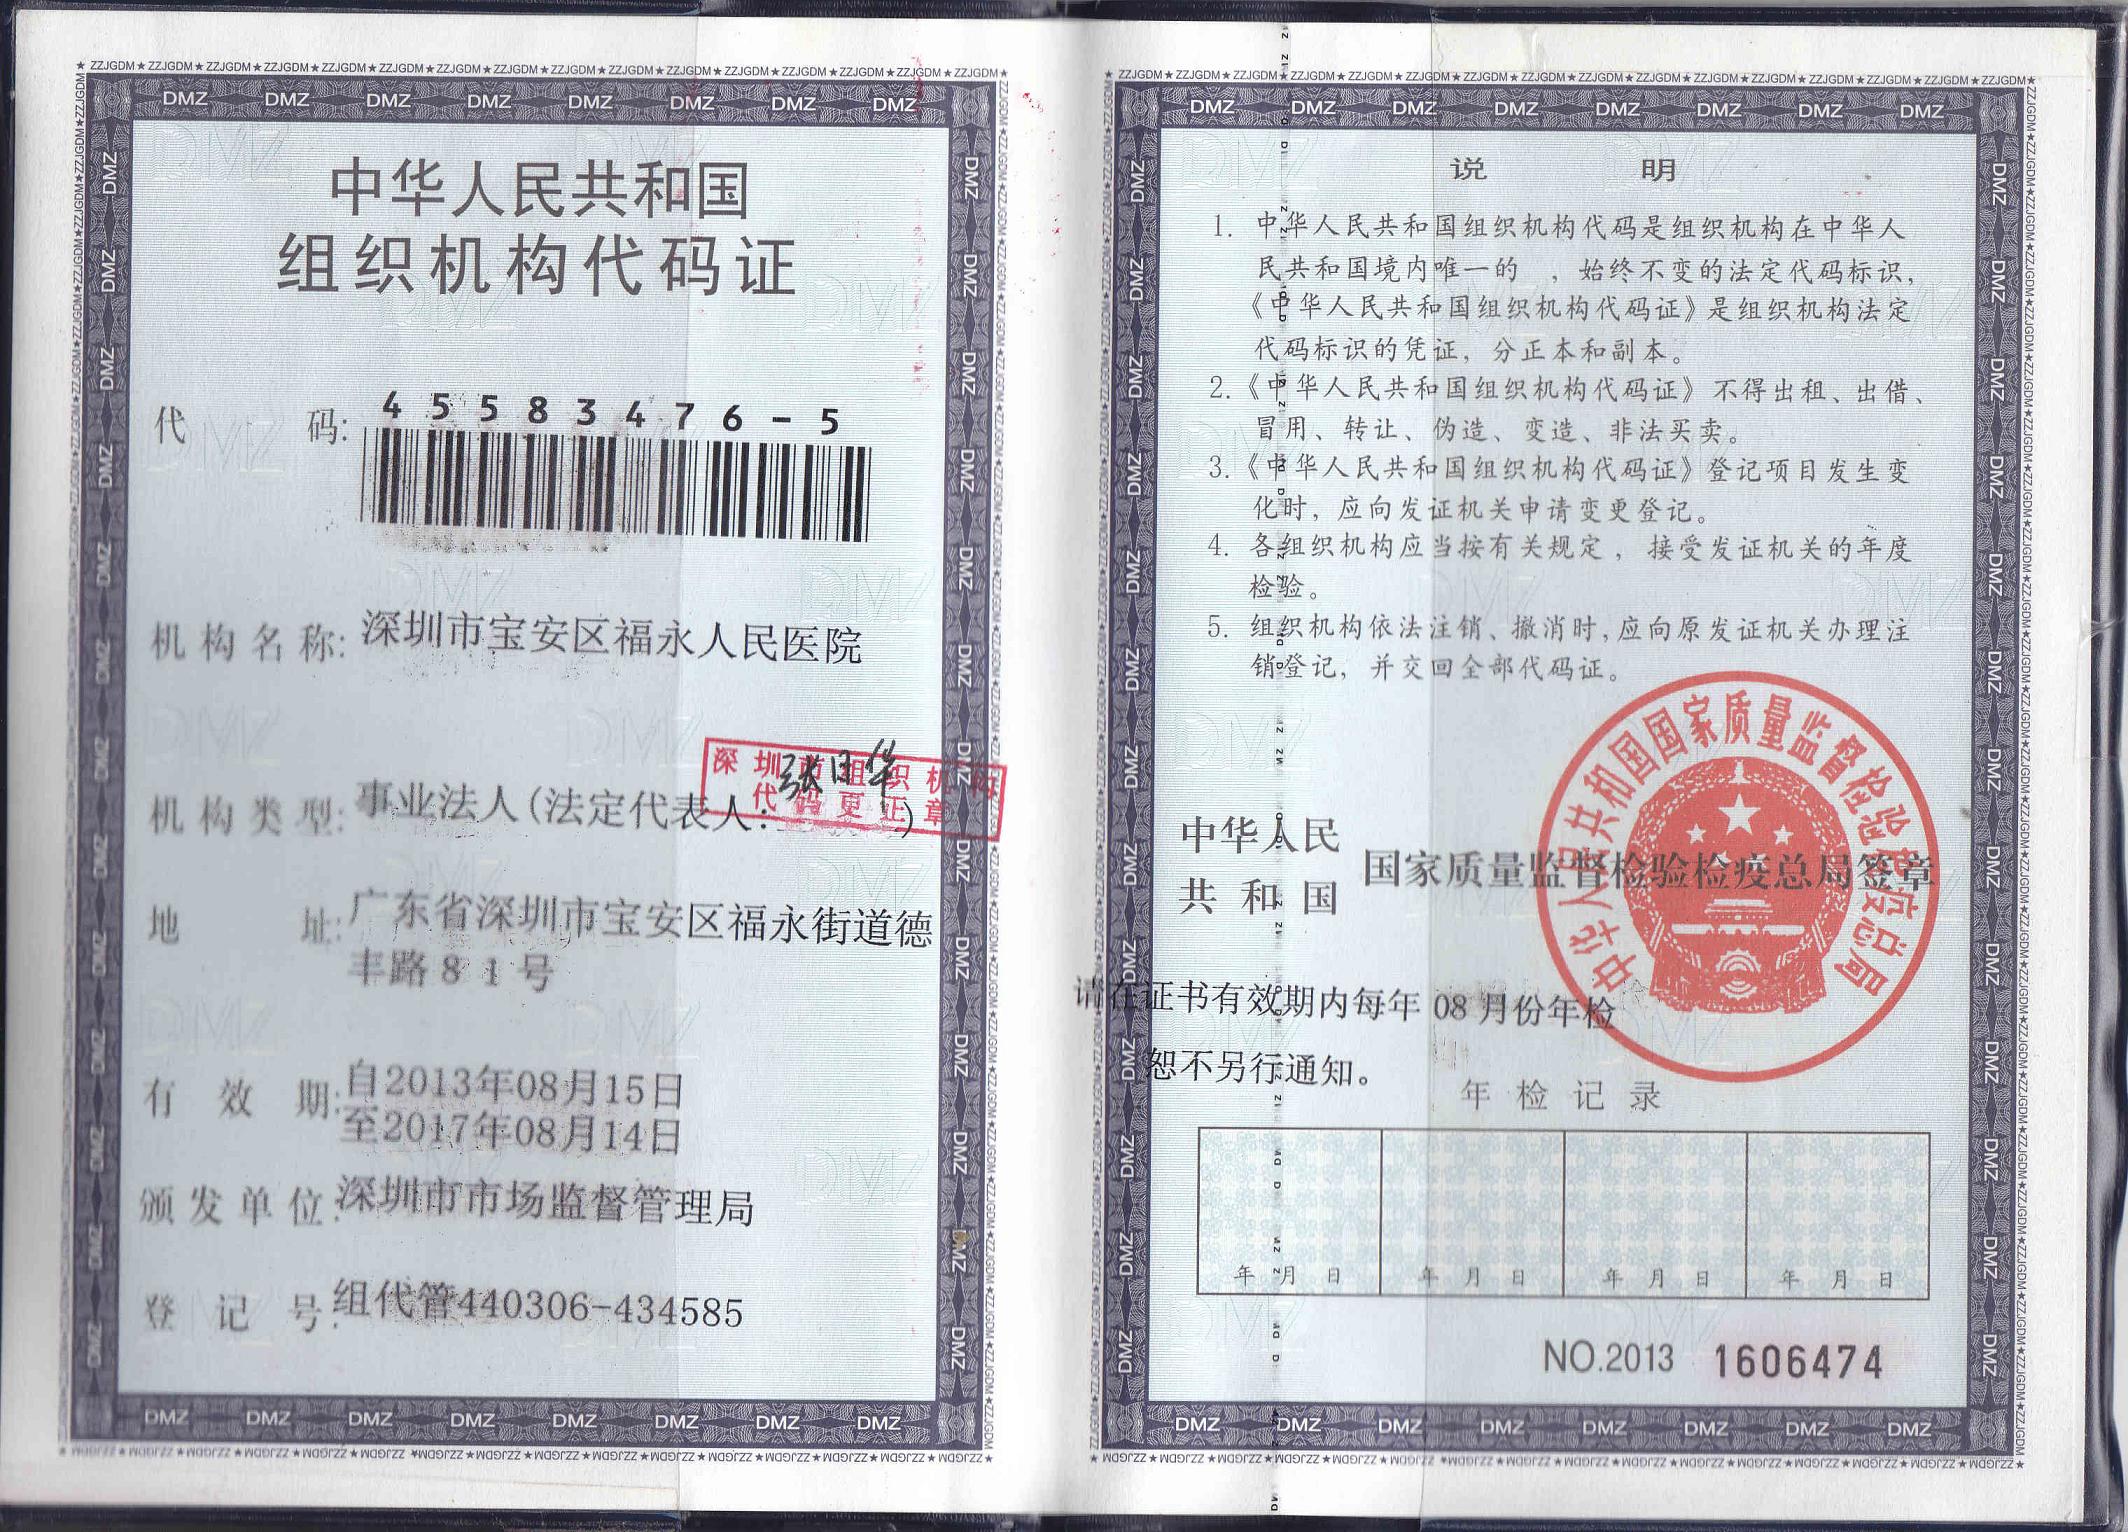 中华人民共和国
组织机构代码证
代 码: 45583476-5
机构名称: 深圳市宝安区福永人民医院
深圳市组织机构
代码更正章
机构类型: 事业法人(法定代表人: )
地 址: 广东省深圳市宝安区福永街道德
丰路81号
有 效 期: 自2013年08月15日
至2017年08月14日
颁发单位: 深圳市市场监督管理局
登 记 号: 组代管440306-434585
说 明
1. 中华人民共和国组织机构代码是组织机构在中华人
民共和国境内唯一的 ,始终不变的法定代码标识,
《中华人民共和国组织机构代码证》是组织机构法定
代码标识的凭证,分正本和副本。
2.《中华人民共和国组织机构代码证》不得出租、出借、
冒用、转让、伪造、变造、非法买卖。
3.《中华人民共和国组织机构代码证》登记项目发生变
化时,应向发证机关申请变更登记。
4. 各组织机构应当按有关规定,接受发证机关的年度
检验。
5. 组织机构依法注销、撤消时,应向原发证机关办理注
销登记,并交回全部代码证。
中华人民共和国国家质量监督检验检疫总局
中华人民
共和国 国家质量监督检验检疫总局签章
请在证书有效期内每年 08 月份年检
恕不另行通知。
年检记录
年 月 日 年 月 日 年 月 日 年 月 日
NO.2013 1606474